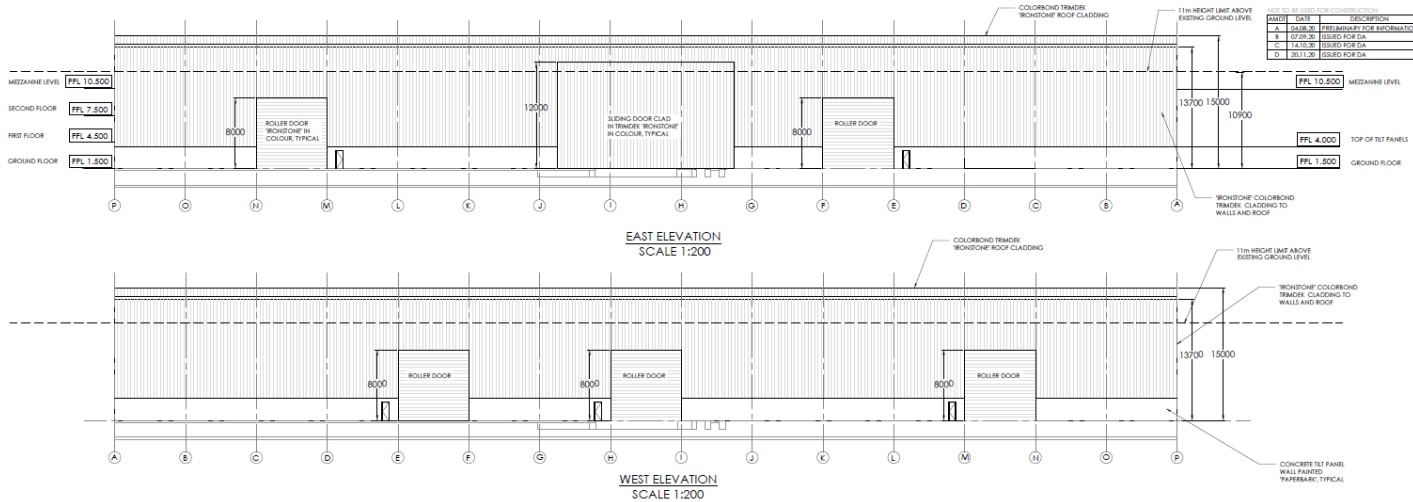 COLORBOND TRIMDEK
'IRONSTONE' ROOF CLADDING
11m HEIGHT LIMIT ABOVE
EXISTING GROUND LEVEL
NOT TO BE USED FOR CONSTRUCTION
AMDT DATE DESCRIPTION
A 04.08.20 PRELIMINARY FOR INFORMATIO
B 07.09.20 ISSUED FOR DA
C 14.10.20 ISSUED FOR DA
D 20.11.20 ISSUED FOR DA
MEZZANINE LEVEL FFL 10.500
SECOND FLOOR FFL 7.500
FIRST FLOOR FFL 4.500
GROUND FLOOR FFL 1.500
8000
ROLLER DOOR
'IRONSTONE' IN
COLOUR, TYPICAL
12000
SLIDING DOOR CLAD
IN TRIMDEK 'IRONSTONE'
IN COLOUR, TYPICAL
8000
ROLLER DOOR
13700
15000
10900
FFL 10.500 MEZZANINE LEVEL
FFL 4.000 TOP OF TILT PANELS
FFL 1.500 GROUND FLOOR
'IRONSTONE' COLORBOND
TRIMDEK CLADDING TO
WALLS AND ROOF
P O N M L K J I H G F E D C B A
EAST ELEVATION
SCALE 1:200
COLORBOND TRIMDEK
'IRONSTONE' ROOF CLADDING
11m HEIGHT LIMIT ABOVE
EXISTING GROUND LEVEL
'IRONSTONE' COLORBOND
TRIMDEK CLADDING TO
WALLS AND ROOF
8000
ROLLER DOOR
8000
ROLLER DOOR
8000
ROLLER DOOR
13700
15000
A B C D E F G H I J K L M N O P
CONCRETE TILT PANEL
WALL PAINTED
'PAPERBARK', TYPICAL
WEST ELEVATION
SCALE 1:200